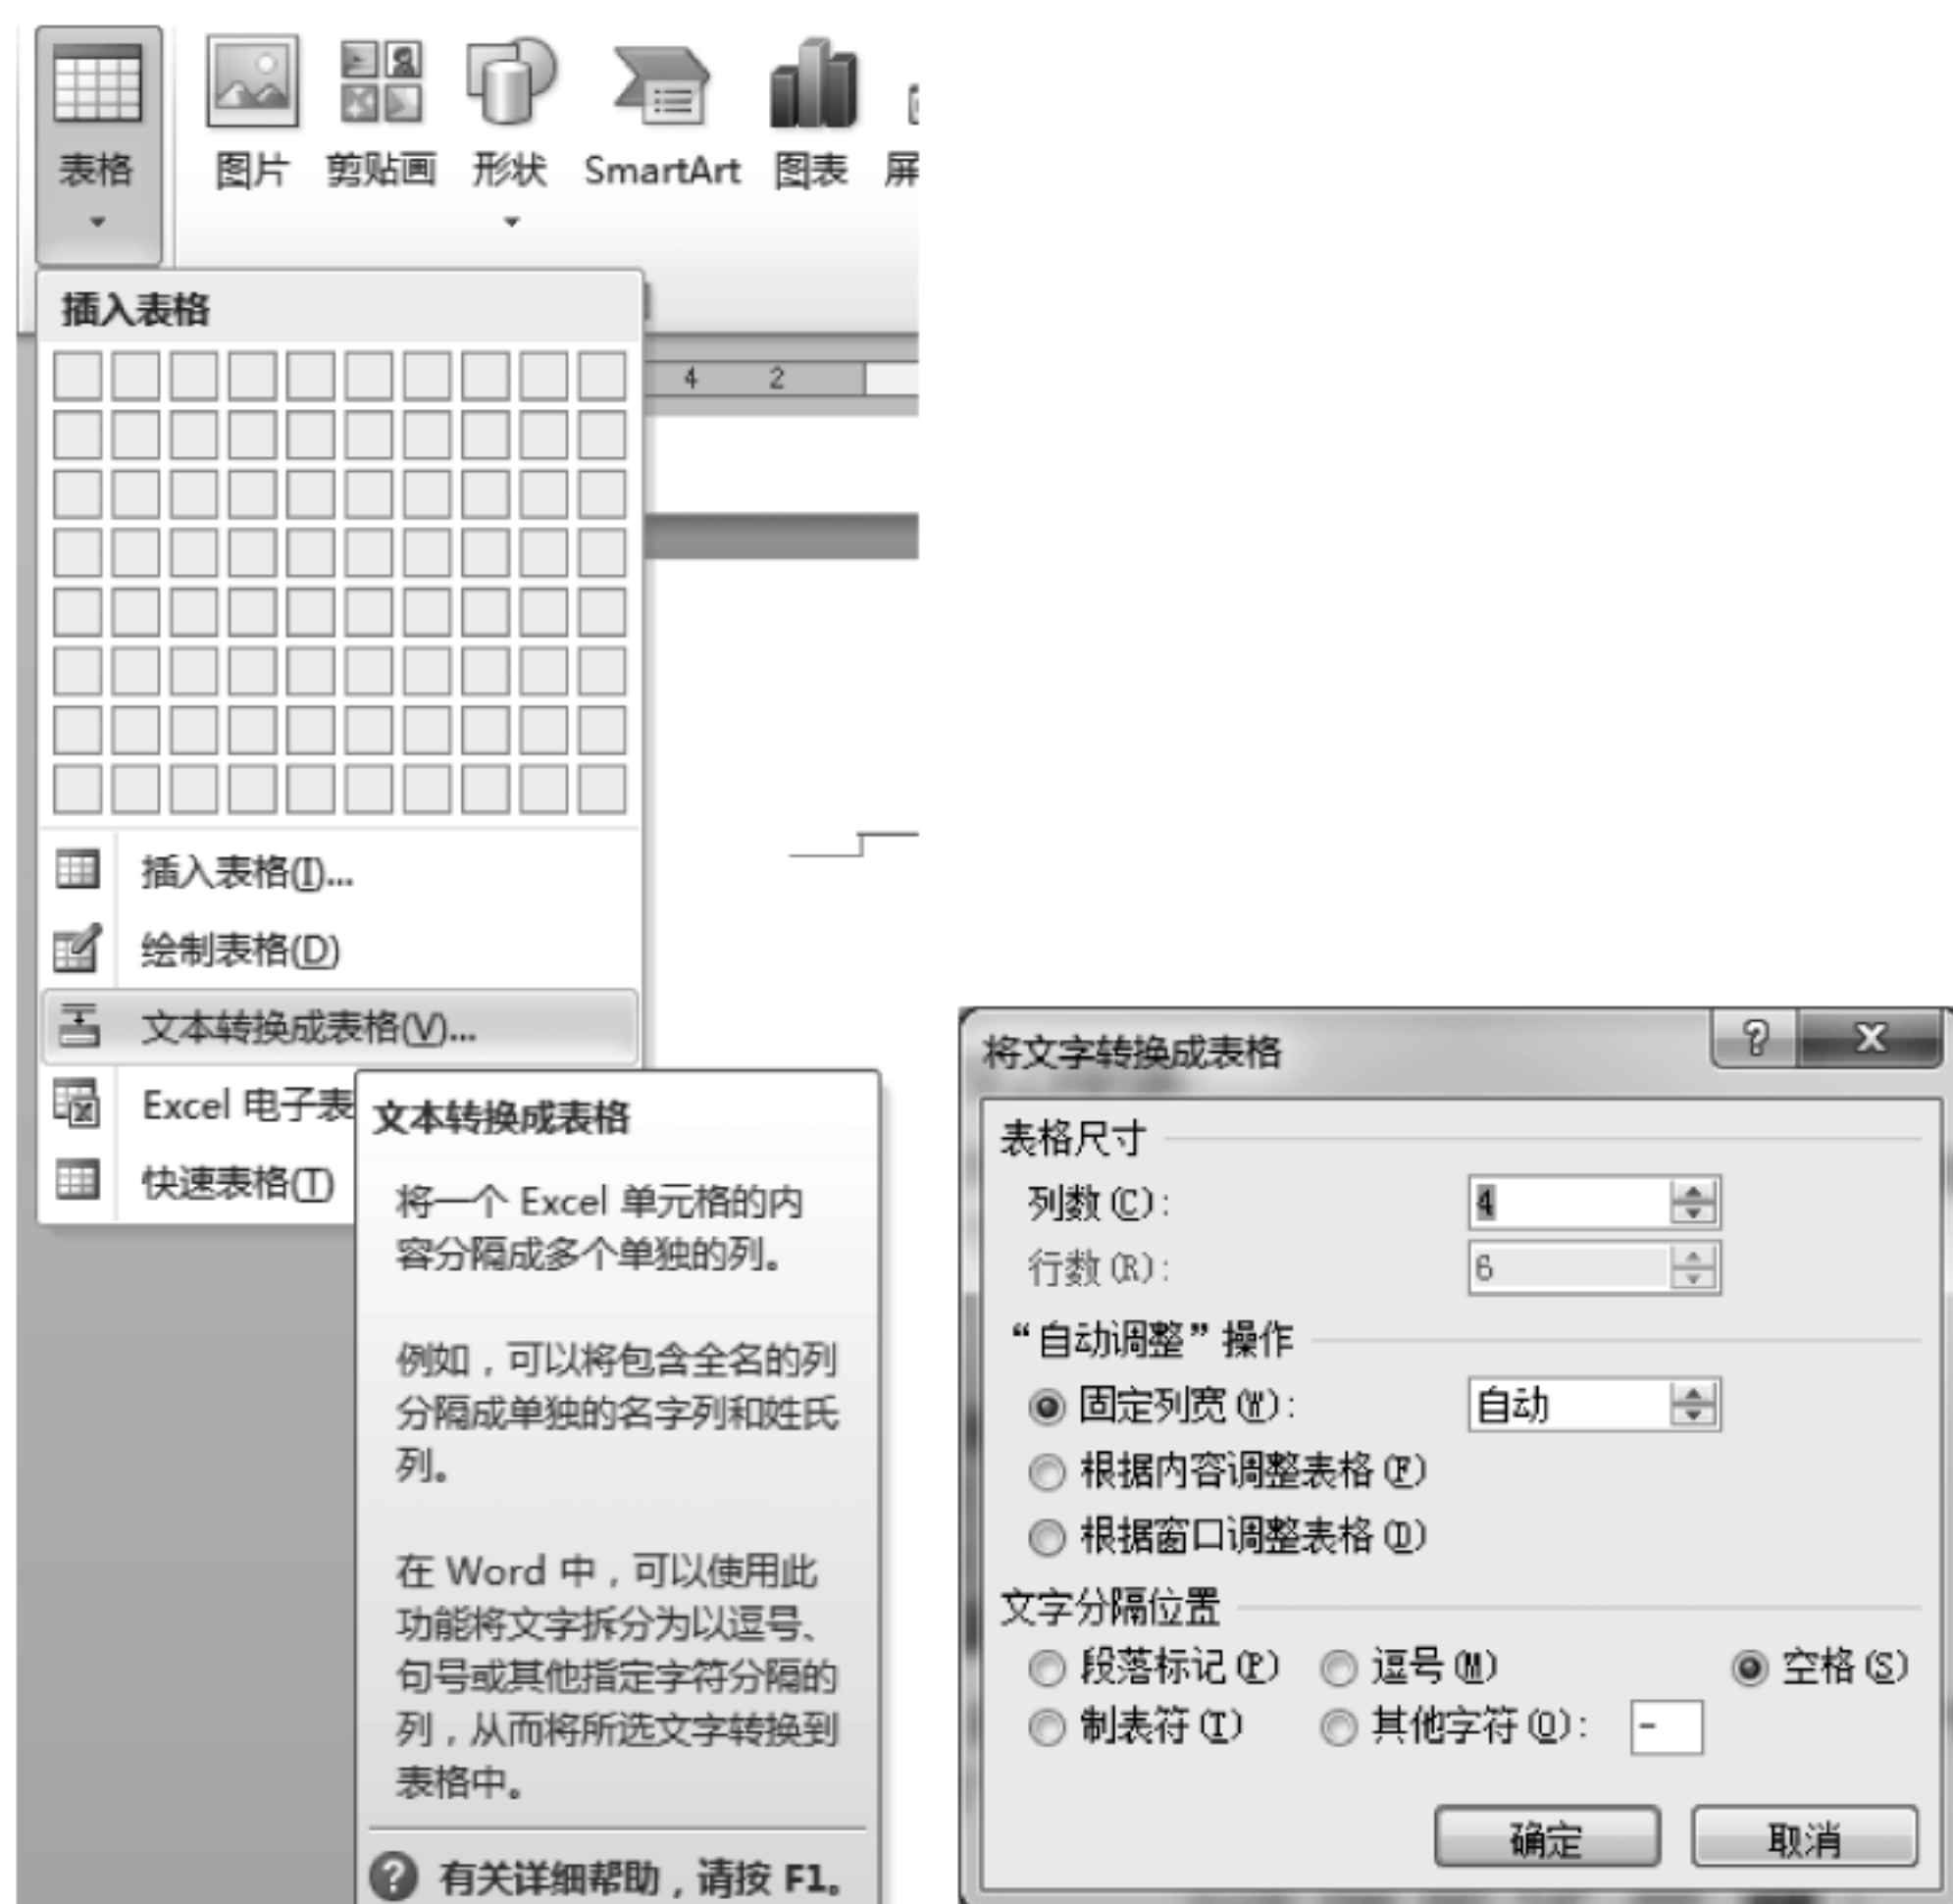 表格
图片
剪贴画
形状
SmartArt
图表
屏
插入表格
4 2
插入表格(I)...
绘制表格(D)
文本转换成表格(V)...
Excel 电子表
快速表格(T)
文本转换成表格
将一个 Excel 单元格的内
容分隔成多个单独的列。
例如，可以将包含全名的列
分隔成单独的名字列和姓氏
列。
在 Word 中，可以使用此
功能将文字拆分为以逗号、
句号或其他指定字符分隔的
列，从而将所选文字转换到
表格中。
有关详细帮助，请按 F1。
将文字转换成表格
表格尺寸
列数(C): 4
行数(R): 6
“自动调整”操作
固定列宽(W): 自动
根据内容调整表格(F)
根据窗口调整表格(D)
文字分隔位置
段落标记(P) 逗号(M) 空格(S)
制表符(T) 其他字符(O): -
确定 取消